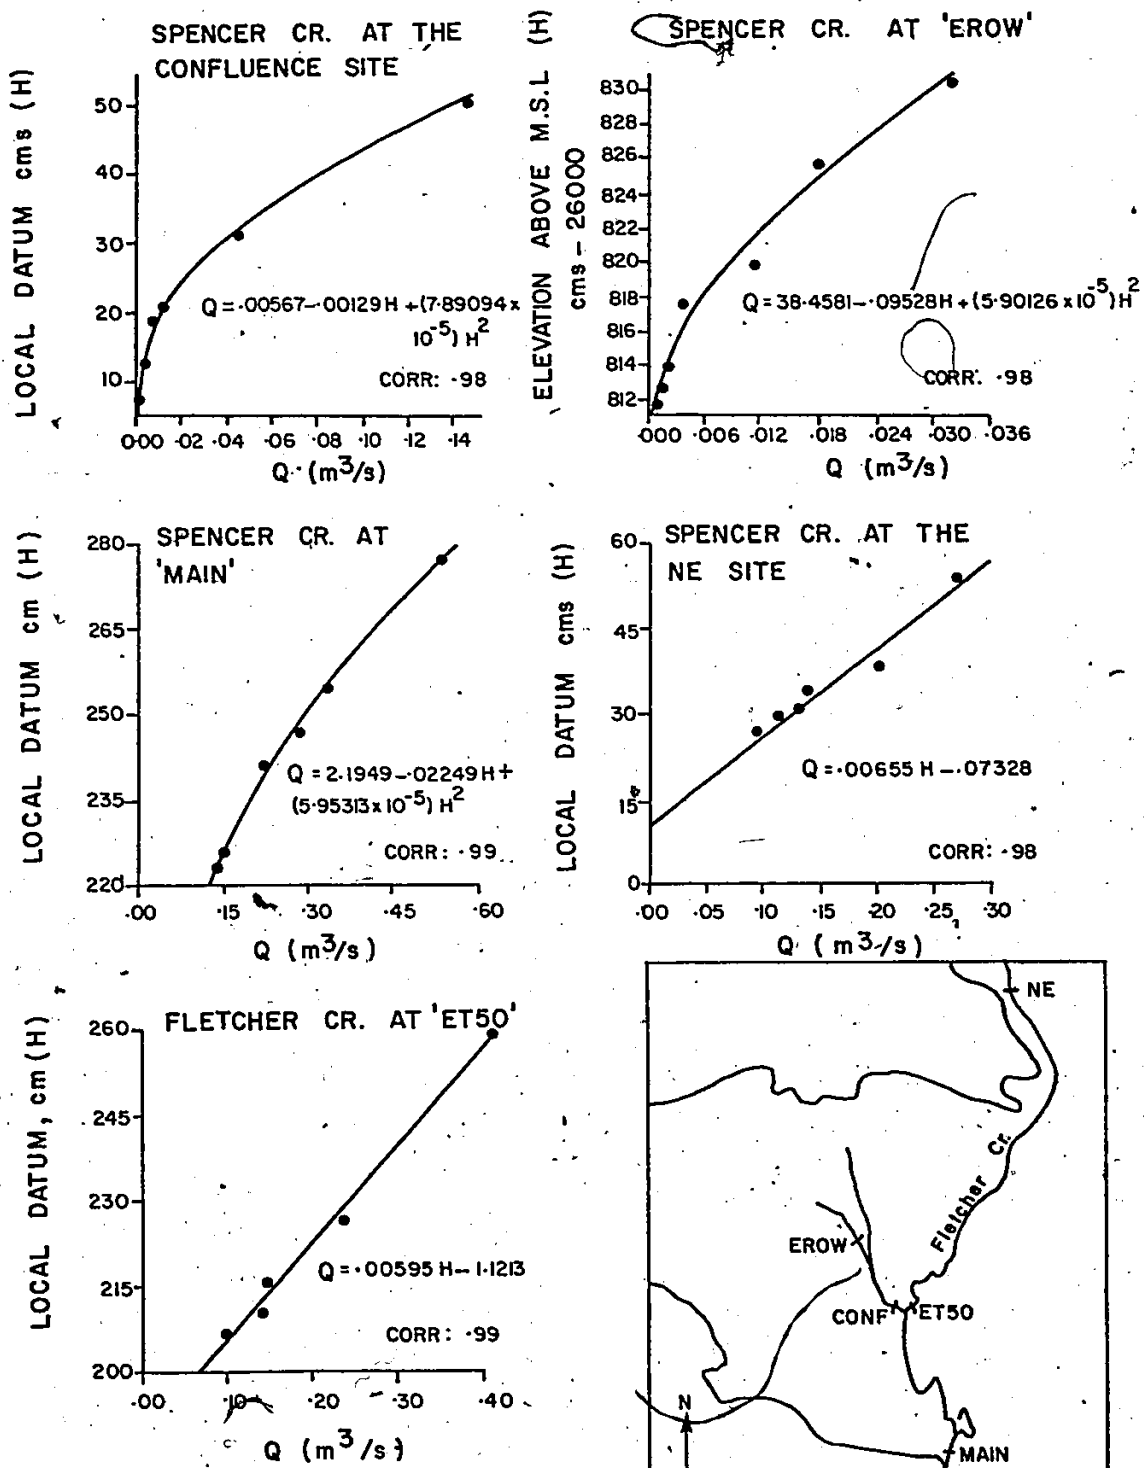 SPENCER CR. AT THE
CONFLUENCE SITE
LOCAL DATUM cms (H)
50
40
30
20
10
Q = .00567-.00129H + (7.89094 x
10-5) H2
CORR: .98
0.00 .02 .04 .06 .08 .10 .12 .14
Q (m3/s)
SPENCER CR. AT 'EROW'
ELEVATION ABOVE M.S.L (H)
cms - 26000
830
828
826
824
822
820
818
816
814
812
Q = 38.4581-.09528H + (5.90126 x 10-5) H2
CORR: .98
.000 .006 .012 .018 .024 .030 .036
Q (m3/s)
SPENCER CR. AT
'MAIN'
LOCAL DATUM cm (H)
280
265
250
235
220
Q = 2.1949-.02249H +
(5.95313 x 10-5) H2
CORR: .99
.00 .15 .30 .45 .60
Q (m3/s)
SPENCER CR. AT THE
NE SITE
LOCAL DATUM cms (H)
60
45
30
15
0
Q = .00655 H -.07328
CORR: .98
.00 .05 .10 .15 .20 .25 .30
Q (m3/s)
FLETCHER CR. AT 'ET50'
LOCAL DATUM, cm (H)
260
245
230
215
200
Q = .00595 H - 1.1213
CORR: .99
.00 .10 .20 .30 .40
Q (m3/s)
NE
Fletcher Cr.
EROW
CONF
ET50
N
MAIN